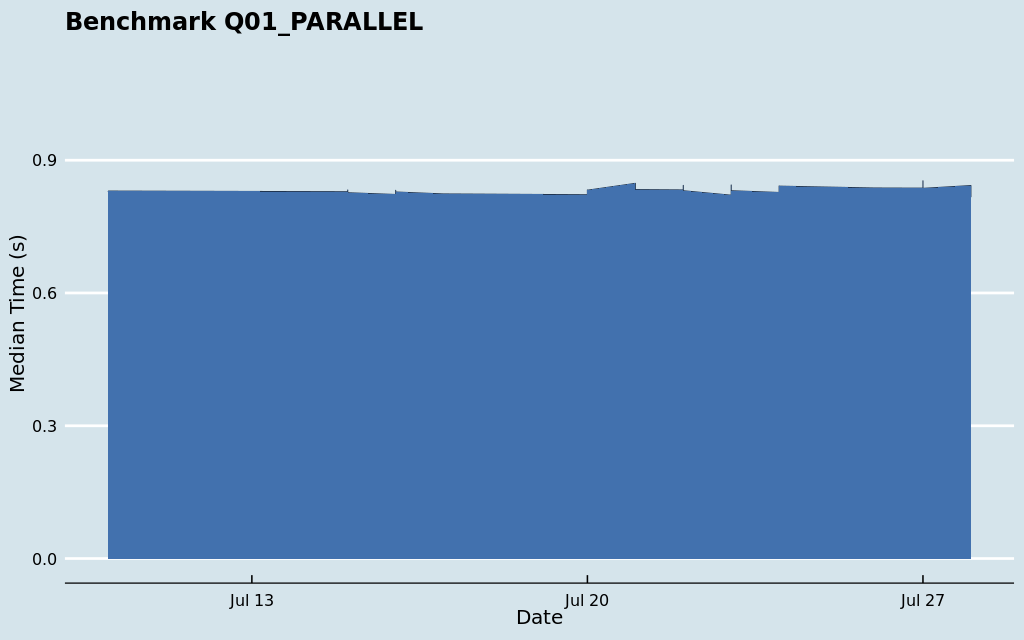 Benchmark Q01_PARALLEL
Median Time (s)
0.9
0.6
0.3
0.0
Jul 13
Jul 20
Jul 27
Date